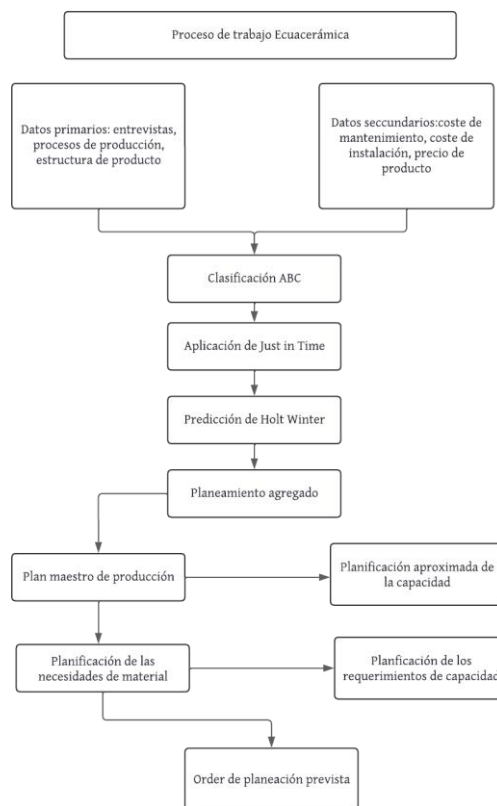 Proceso de trabajo Ecuacerámica
Datos primarios: entrevistas,
procesos de producción,
estructura de producto
Datos seccundarios:coste de
mantenimiento, coste de
instalación, precio de
producto
Clasificación ABC
Aplicación de Just in Time
Predicción de Holt Winter
Planeamiento agregado
Plan maestro de producción
Planificación aproximada de
la capacidad
Planificación de las
necesidades de material
Planficación de los
requerimientos de capacidad
Order de planeación prevista